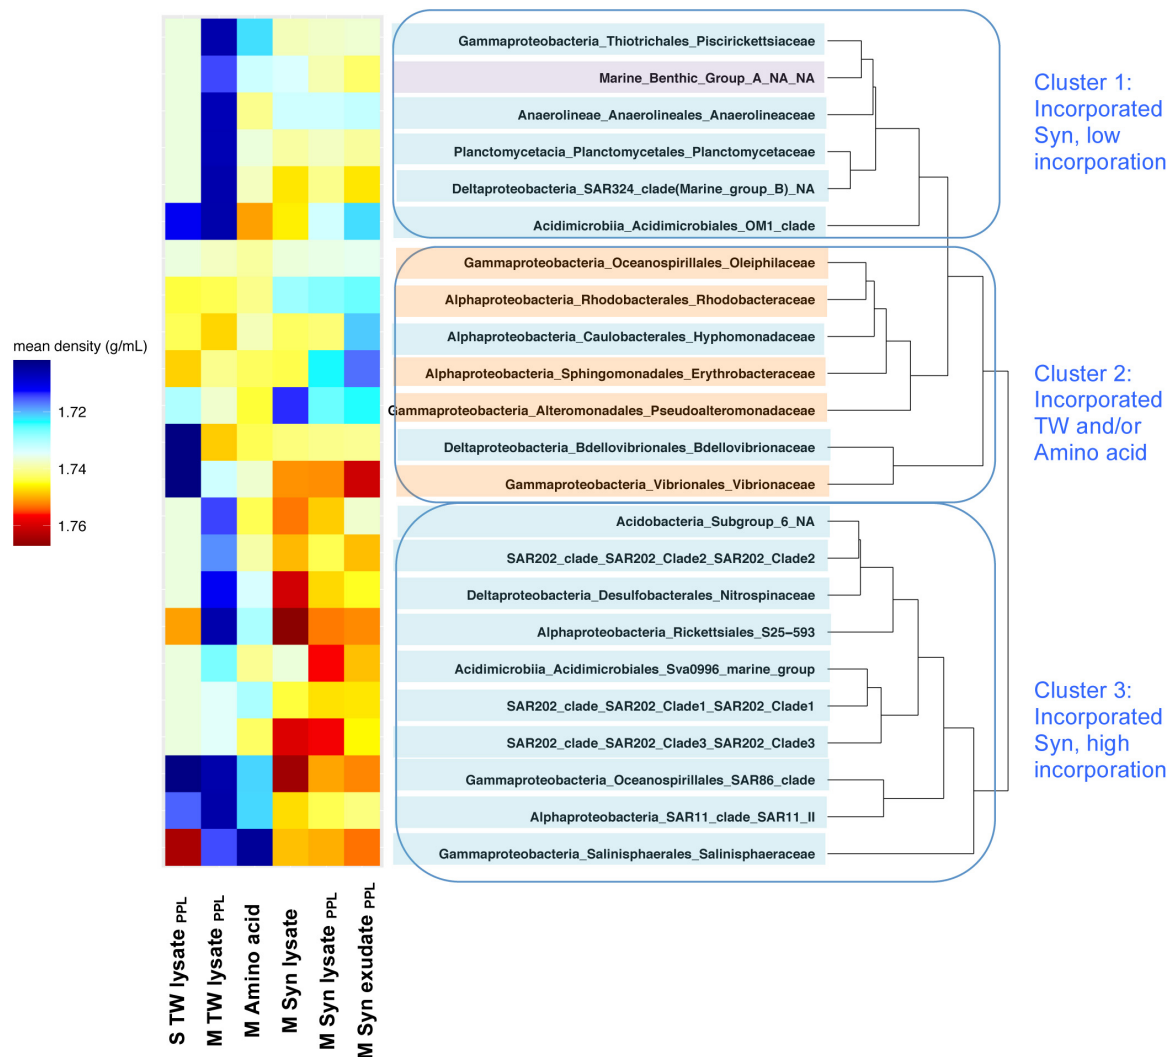 Gammaproteobacteria_Thiotrichales_Piscirickettsiaceae
Marine_Benthic_Group_A_NA_NA
Anaerolineae_Anaerolineales_Anaerolineaceae
Planctomycetacia_Planctomycetales_Planctomycetaceae
Deltaproteobacteria_SAR324_clade(Marine_group_B)_NA
Acidimicrobiia_Acidimicrobiales_OM1_clade
Gammaproteobacteria_Oceanospirillales_Oleiphilaceae
Alphaproteobacteria_Rhodobacterales_Rhodobacteraceae
Alphaproteobacteria_Caulobacterales_Hyphomonadaceae
Alphaproteobacteria_Sphingomonadales_Erythrobacteraceae
Gammaproteobacteria_Alteromonadales_Pseudoalteromonadaceae
Deltaproteobacteria_Bdellovibrionales_Bdellovibrionaceae
Gammaproteobacteria_Vibrionales_Vibrionaceae
Acidobacteria_Subgroup_6_NA
SAR202_clade_SAR202_Clade2_SAR202_Clade2
Deltaproteobacteria_Desulfobacterales_Nitrospinaceae
Alphaproteobacteria_Rickettsiales_S25−593
Acidimicrobiia_Acidimicrobiales_Sva0996_marine_group
SAR202_clade_SAR202_Clade1_SAR202_Clade1
SAR202_clade_SAR202_Clade3_SAR202_Clade3
Gammaproteobacteria_Oceanospirillales_SAR86_clade
Alphaproteobacteria_SAR11_clade_SAR11_II
Gammaproteobacteria_Salinisphaerales_Salinisphaeraceae
Cluster 1:
Incorporated
Syn, low
incorporation
Cluster 2:
Incorporated
TW and/or
Amino acid
Cluster 3:
Incorporated
Syn, high
incorporation
mean density (g/mL)
1.72
1.74
1.76
S TW lysate PPL
M TW lysate PPL
M Amino acid
M Syn lysate
M Syn lysate PPL
M Syn exudate PPL